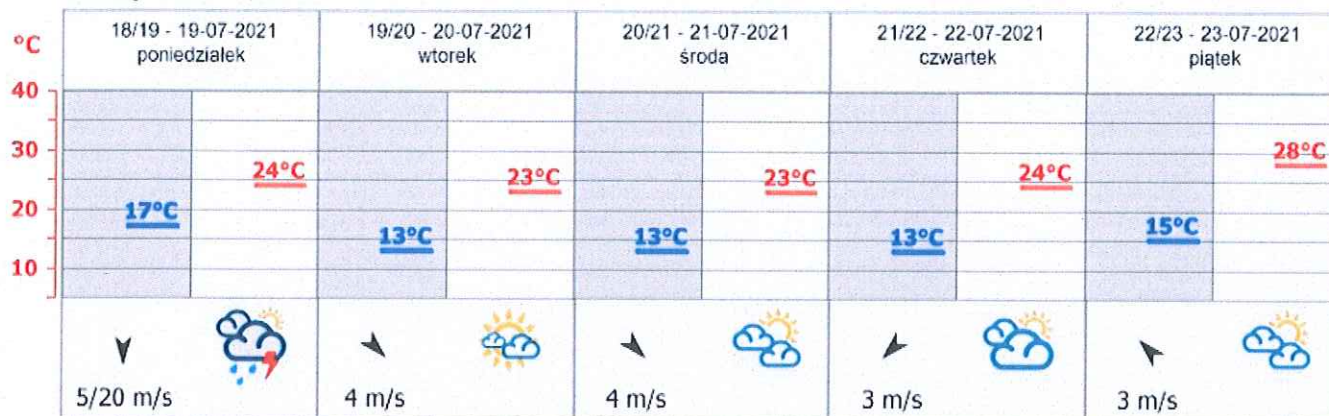 °C
18/19 - 19-07-2021
poniedziałek
19/20 - 20-07-2021
wtorek
20/21 - 21-07-2021
środa
21/22 - 22-07-2021
czwartek
22/23 - 23-07-2021
piątek
40
30
20
10
17°C
24°C
13°C
23°C
13°C
23°C
13°C
24°C
15°C
28°C
5/20 m/s
4 m/s
4 m/s
3 m/s
3 m/s